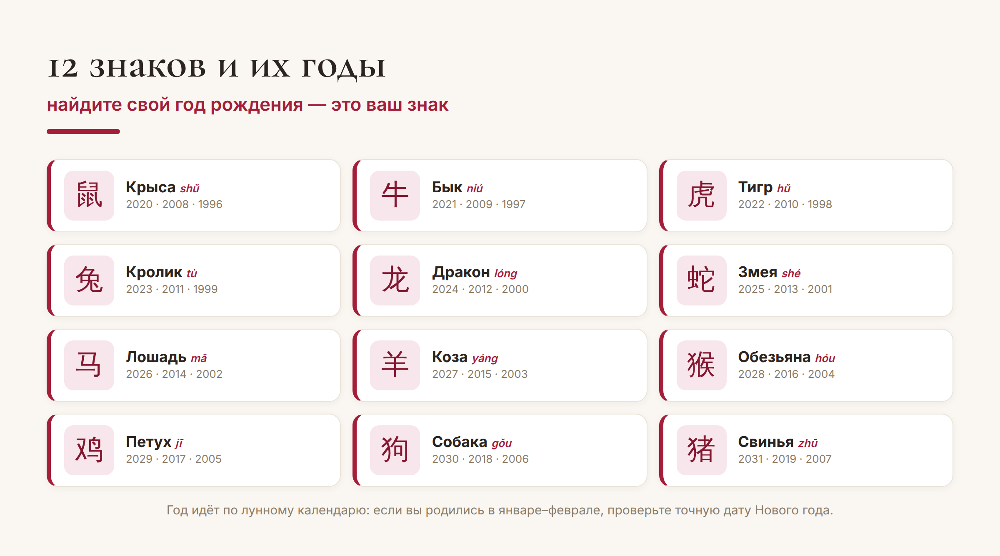 12 знаков и их годы
найдите свой год рождения — это ваш знак
鼠
Крыса shǔ
2020 · 2008 · 1996
牛
Бык niú
2021 · 2009 · 1997
虎
Тигр hǔ
2022 · 2010 · 1998
兔
Кролик tù
2023 · 2011 · 1999
龙
Дракон lóng
2024 · 2012 · 2000
蛇
Змея shé
2025 · 2013 · 2001
马
Лошадь mǎ
2026 · 2014 · 2002
羊
Коза yáng
2027 · 2015 · 2003
猴
Обезьяна hóu
2028 · 2016 · 2004
鸡
Петух jī
2029 · 2017 · 2005
狗
Собака gǒu
2030 · 2018 · 2006
猪
Свинья zhū
2031 · 2019 · 2007
Год идёт по лунному календарю: если вы родились в январе–феврале, проверьте точную дату Нового года.